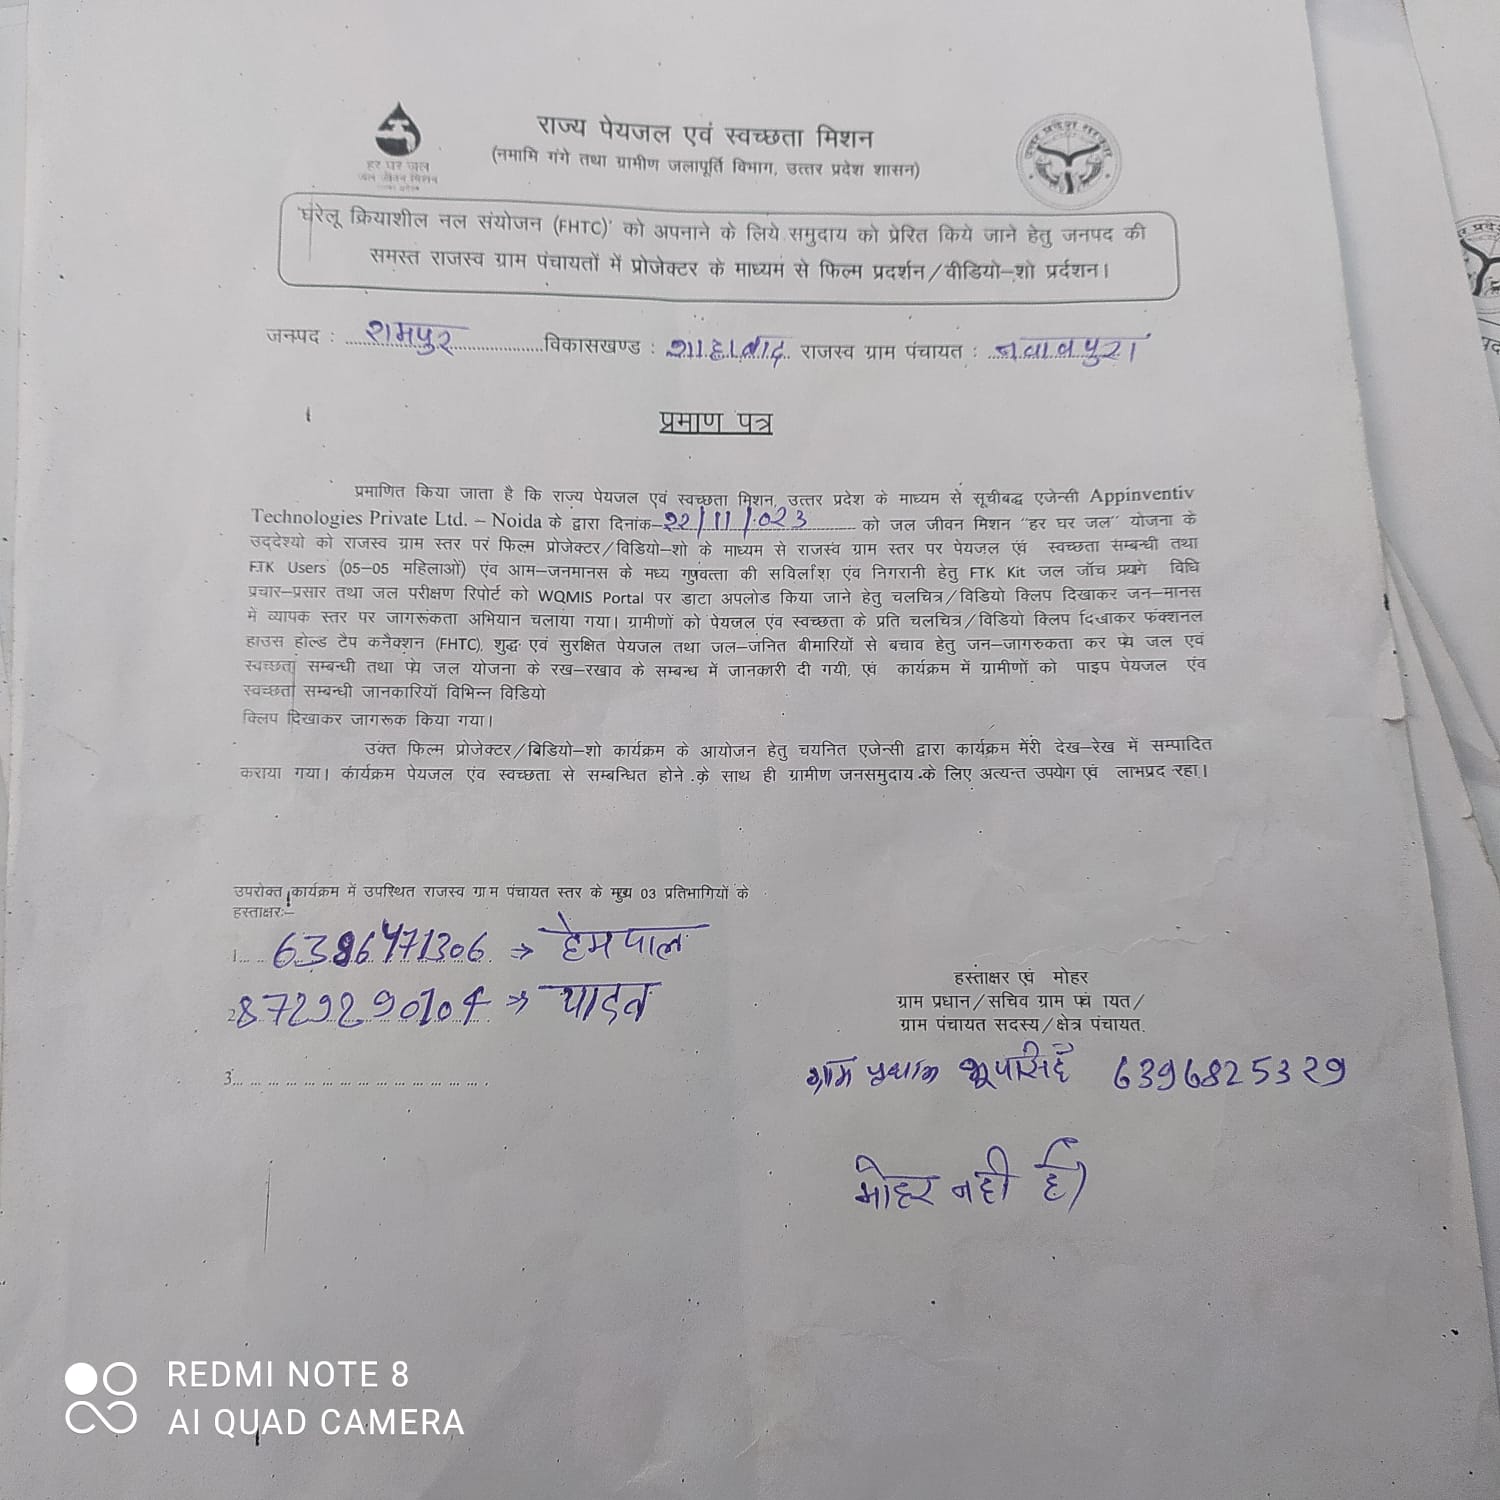 हर घर जल
जल जीवन मिशन
राज्य पेयजल एवं स्वच्छता मिशन
(नमामि गंगे तथा ग्रामीण जलापूर्ति विभाग, उत्तर प्रदेश शासन)
'घरेलू क्रियाशील नल संयोजन (FHTC)' को अपनाने के लिये समुदाय को प्रेरित किये जाने हेतु जनपद की
समस्त राजस्व ग्राम पंचायतों में प्रोजेक्टर के माध्यम से फिल्म प्रदर्शन/वीडियो–शो प्रर्दशन।
जनपद : रामपुर विकासखण्ड : शाहाबाद राजस्व ग्राम पंचायत : नवाबपुरा
प्रमाण पत्र
प्रमाणित किया जाता है कि राज्य पेयजल एवं स्वच्छता मिशन, उत्तर प्रदेश के माध्यम से सूचीबद्ध एजेन्सी Appinventiv
Technologies Private Ltd. – Noida के द्वारा दिनांक–22/11/023 को जल जीवन मिशन "हर घर जल" योजना के
उद्देश्यो को राजस्व ग्राम स्तर पर फिल्म प्रोजेक्टर/विडियो–शो के माध्यम से राजस्व ग्राम स्तर पर पेयजल एंव स्वच्छता सम्बन्धी तथा
FTK Users (05–05 महिलाओं) एंव आम–जनमानस के मध्य गुणवत्ता की सर्विलांश एंव निगरानी हेतु FTK Kit जल जॉच प्रयोग विधि
प्रचार–प्रसार तथा जल परीक्षण रिपोर्ट को WQMIS Portal पर डाटा अपलोड किया जाने हेतु चलचित्र/विडियो क्लिप दिखाकर जन–मानस
में व्यापक स्तर पर जागरूंकता अभियान चलाया गया। ग्रामीणों को पेयजल एंव स्वच्छता के प्रति चलचित्र/विडियो क्लिप दिखाकर फंक्शनल
हाउस होल्ड टैप कनैक्शन (FHTC), शुद्ध एवं सुरक्षित पेयजल तथा जल–जनित बीमारियों से बचाव हेतु जन–जागरुकता कर पेय जल एवं
स्वच्छता सम्बन्धी तथा पेय जल योजना के रख–रखाव के सम्बन्ध में जानकारी दी गयी, एवं कार्यक्रम में ग्रामीणों को पाइप पेयजल एंव
स्वच्छता सम्बन्धी जानकारियॉ विभिन्न विडियो
क्लिप दिखाकर जागरूक किया गया।
उक्त फिल्म प्रोजेक्टर/विडियो–शो कार्यक्रम के आयोजन हेतु चयनित एजेन्सी द्वारा कार्यक्रम मेंरी देख–रेख में सम्पादित
कराया गया। कार्यक्रम पेयजल एंव स्वच्छता से सम्बन्धित होने के साथ ही ग्रामीण जनसमुदाय के लिए अत्यन्त उपयोग एवं लाभप्रद रहा।
उपरोक्त कार्यक्रम में उपस्थित राजस्व ग्राम पंचायत स्तर के मुख्य 03 प्रतिभागियों के
हस्ताक्षरः–
1... 6396471306 → हेमपाल
2. 8729290104 → यादव
3... ... ... ... ... ... ... ... ... ... ... ... ... .
हस्ताक्षर एवं मोहर
ग्राम प्रधान/सचिव ग्राम पंचायत/
ग्राम पंचायत सदस्य/क्षेत्र पंचायत.
ग्राम प्रधान भूपसिंह 6396825329
मोहर नही है।
REDMI NOTE 8
AI QUAD CAMERA